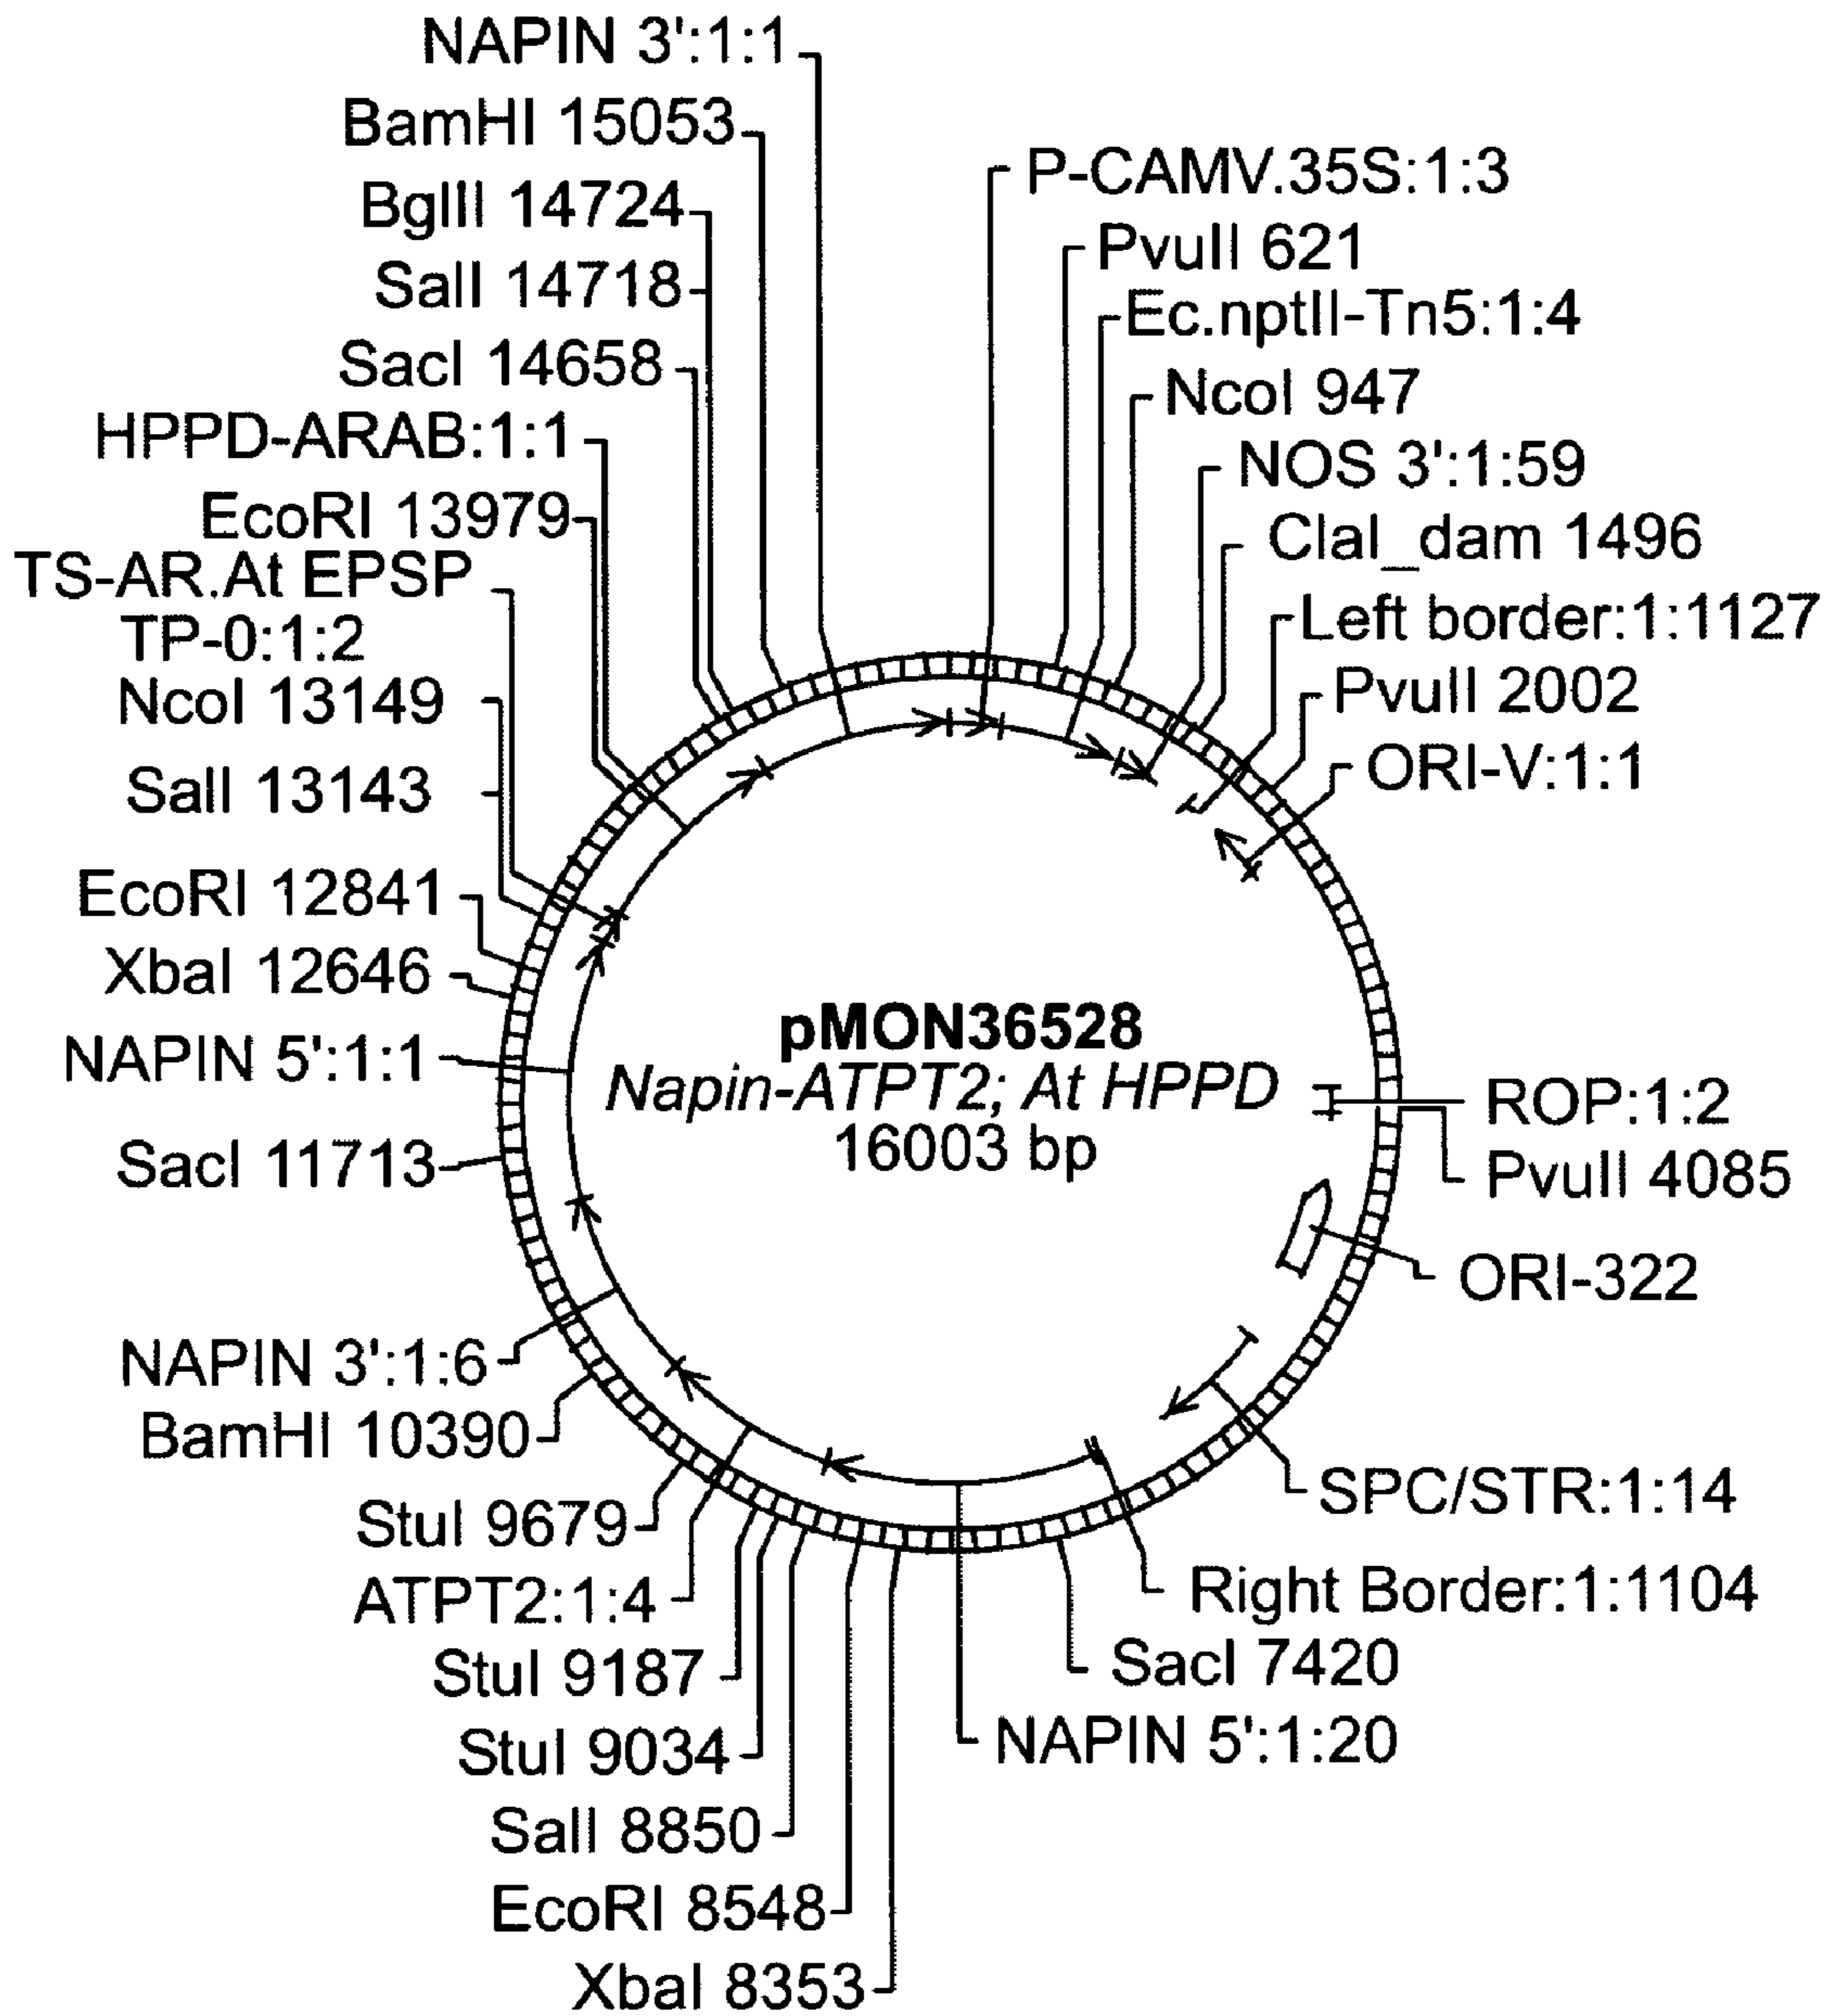 NAPIN 3':1:1
BamHI 15053
BglII 14724
SalI 14718
SacI 14658
HPPD-ARAB:1:1
EcoRI 13979
TS-AR.At EPSP
TP-0:1:2
NcoI 13149
SalI 13143
EcoRI 12841
XbaI 12646
NAPIN 5':1:1
SacI 11713
NAPIN 3':1:6
BamHI 10390
StuI 9679
ATPT2:1:4
StuI 9187
StuI 9034
SalI 8850
EcoRI 8548
XbaI 8353
P-CAMV.35S:1:3
PvuII 621
Ec.nptII-Tn5:1:4
NcoI 947
NOS 3':1:59
ClaI_dam 1496
Left border:1:1127
PvuII 2002
ORI-V:1:1
pMON36528
Napin-ATPT2; At HPPD
16003 bp
ROP:1:2
PvuII 4085
ORI-322
SPC/STR:1:14
Right Border:1:1104
SacI 7420
NAPIN 5':1:20